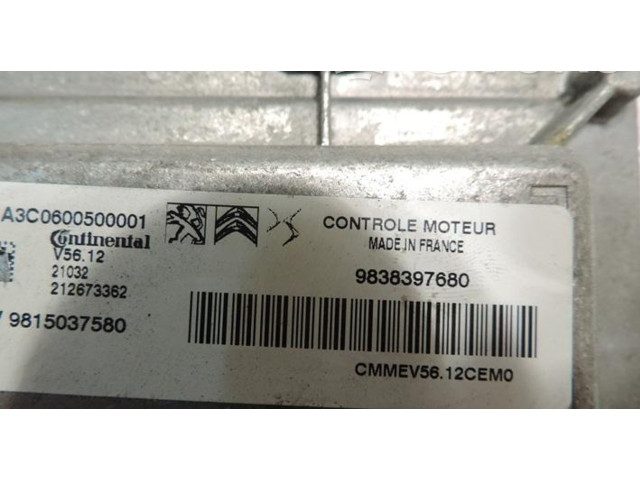 A3C0600500001
Continental
V56.12
21032
212673362
9815037580
CONTROLE MOTEUR
MADE IN FRANCE
9838397680
CMMEV56.12CEM0